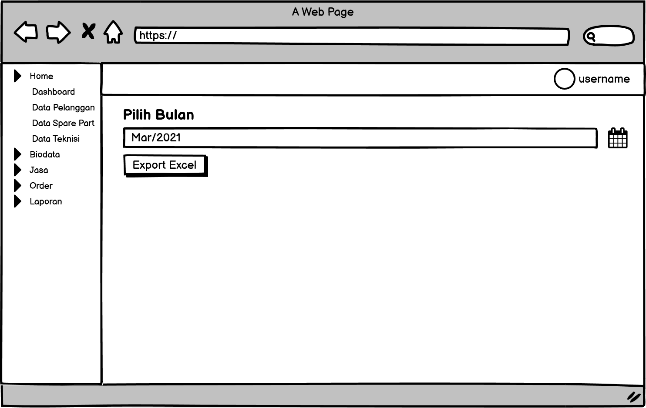 A Web Page
https://
username
Home
Dashboard
Data Pelanggan
Data Spare Part
Data Teknisi
Biodata
Jasa
Order
Laporan
Pilih Bulan
Mar/2021
Export Excel